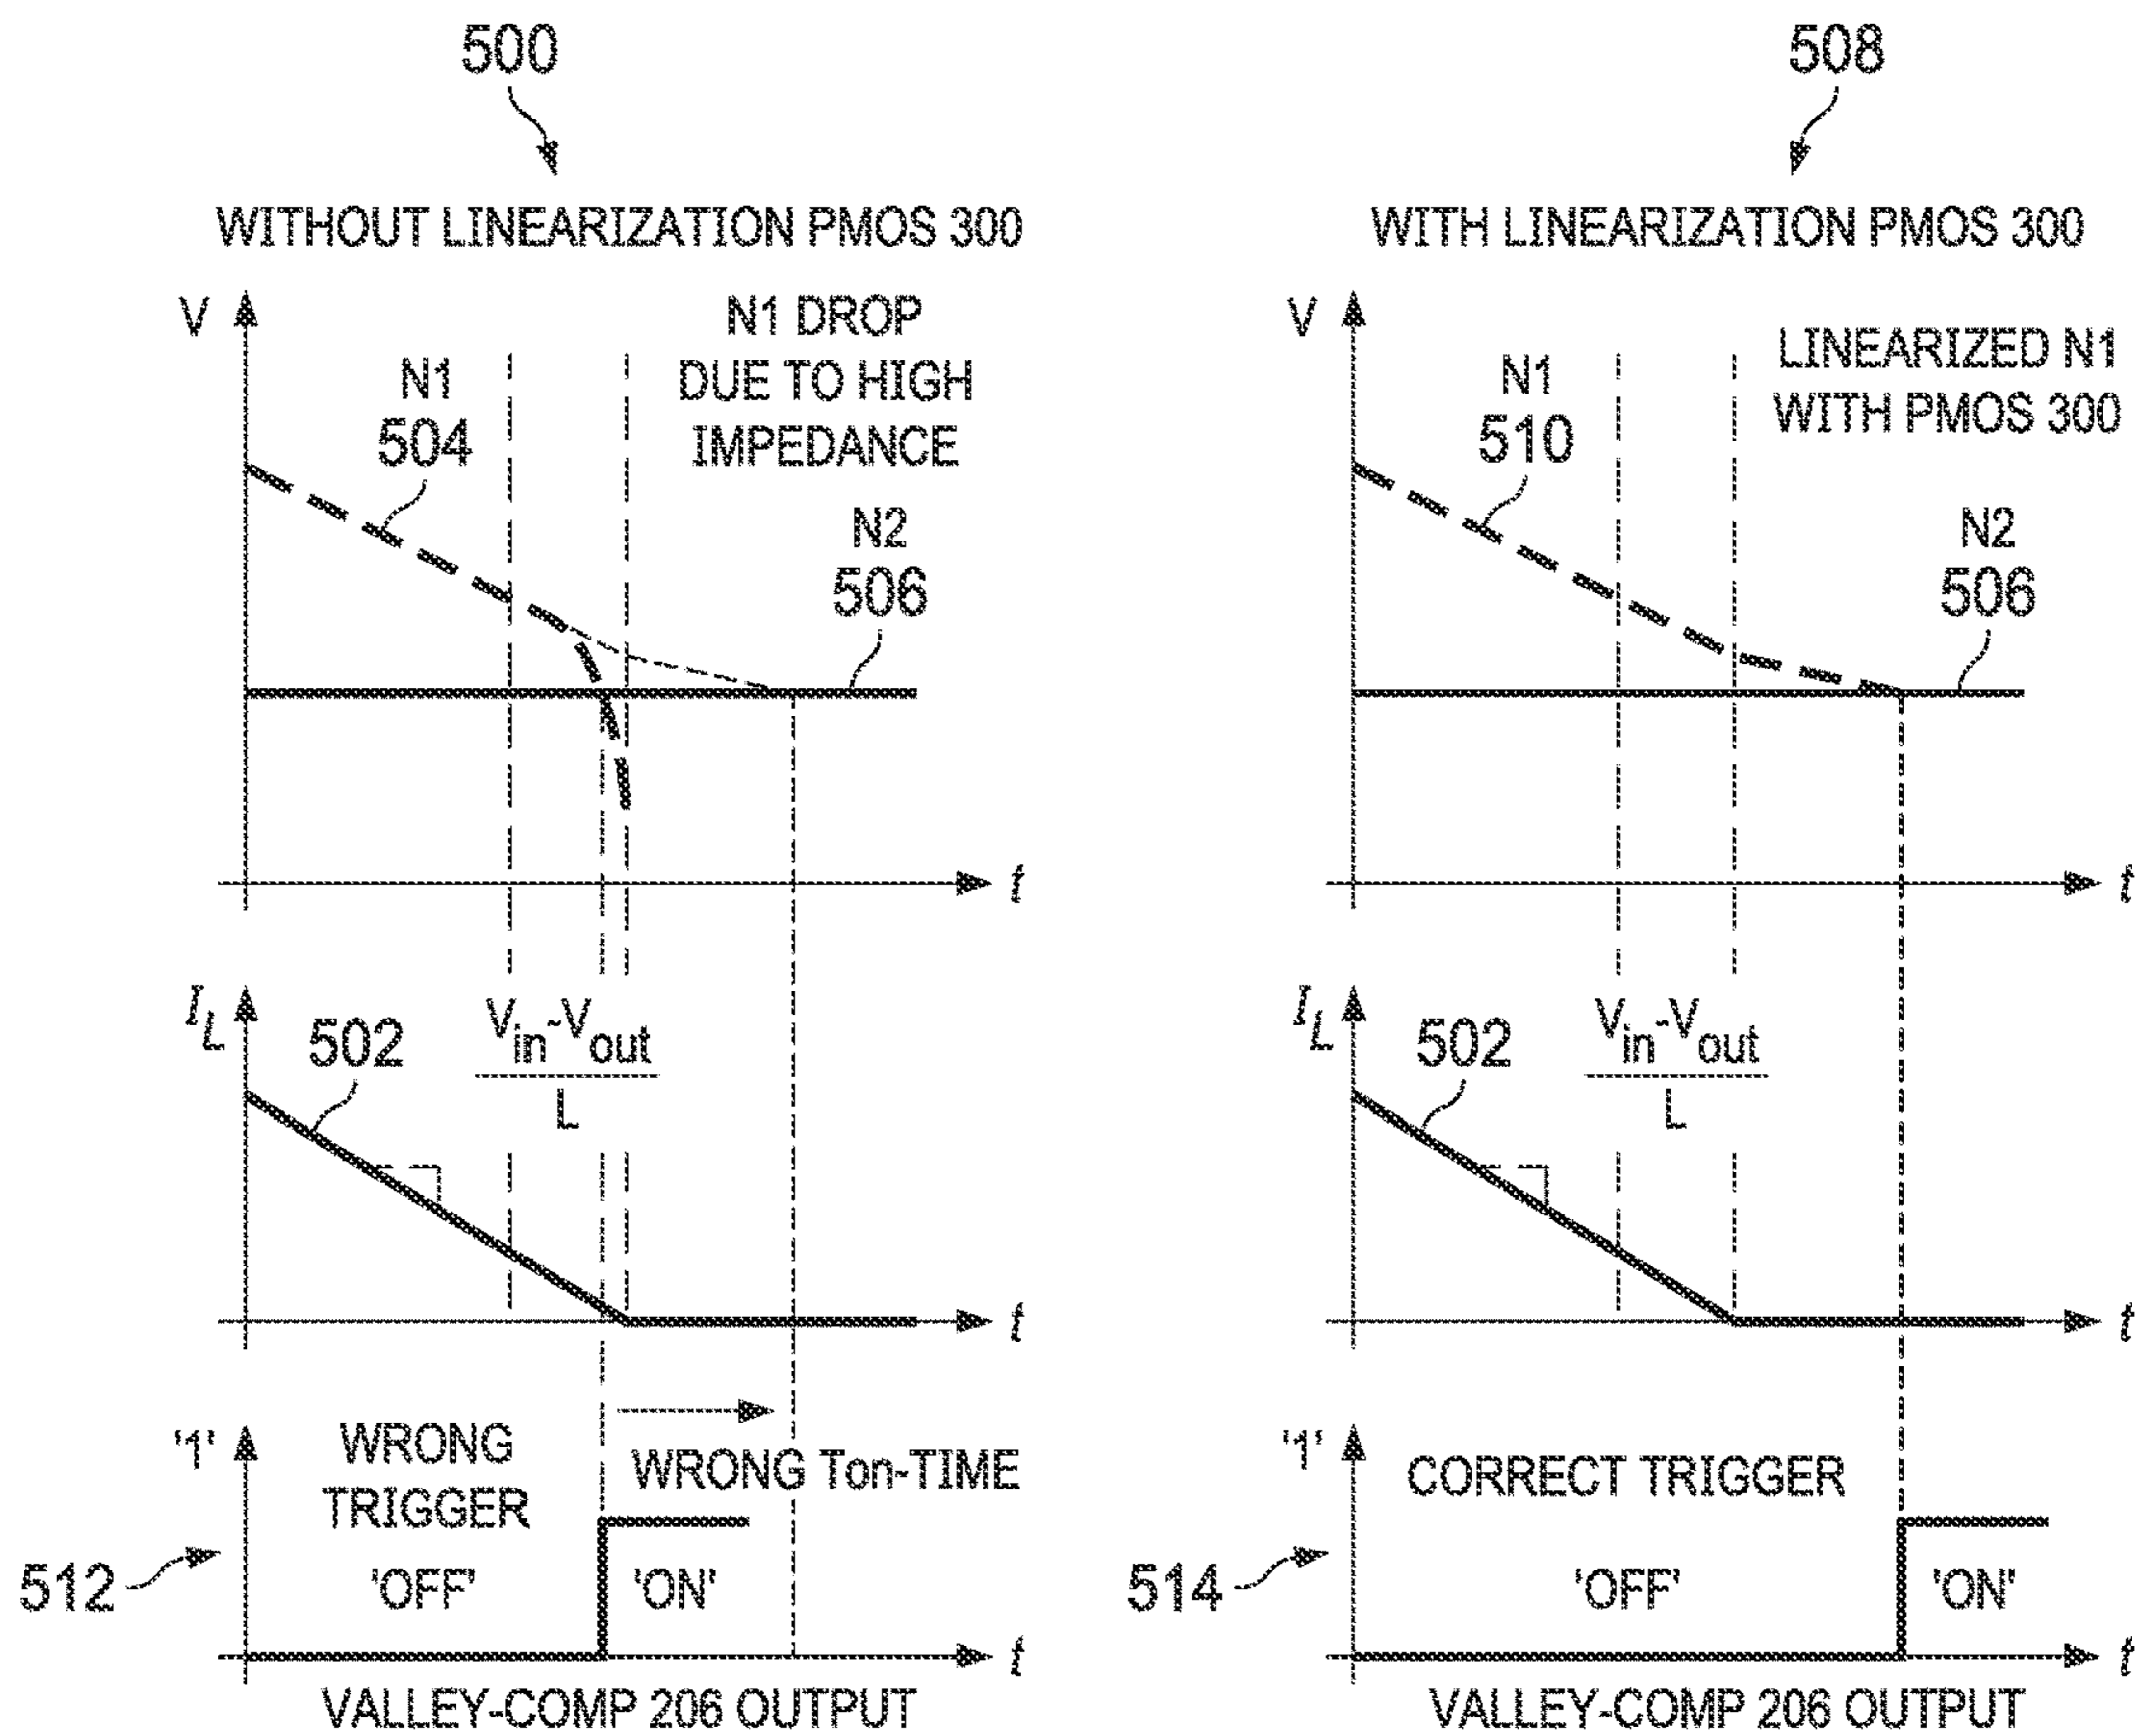 500
WITHOUT LINEARIZATION PMOS 300
V
N1 DROP
DUE TO HIGH
IMPEDANCE
N1
504
N2
506
t
I_L
502
V_in-V_out
L
t
'1'
WRONG
TRIGGER
WRONG Ton-TIME
512
'OFF'
'ON'
t
VALLEY-COMP 206 OUTPUT
508
WITH LINEARIZATION PMOS 300
V
LINEARIZED N1
WITH PMOS 300
N1
510
N2
506
t
I_L
502
V_in-V_out
L
t
'1'
CORRECT TRIGGER
514
'OFF'
'ON'
t
VALLEY-COMP 206 OUTPUT